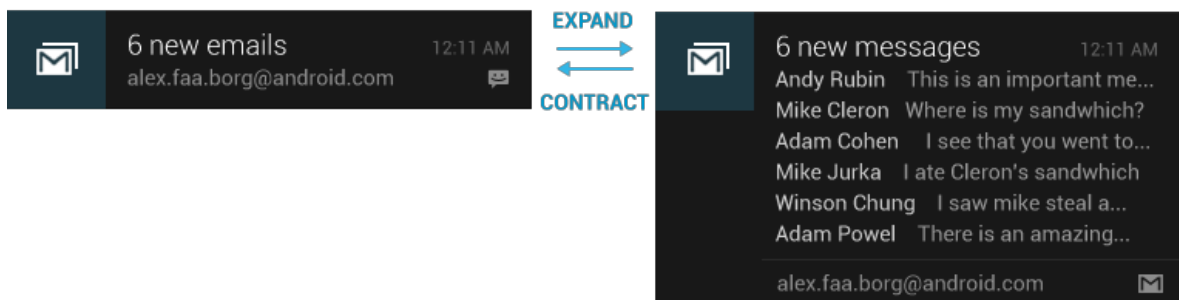 6 new emails 12:11 AM
alex.faa.borg@android.com
EXPAND
CONTRACT
6 new messages 12:11 AM
Andy Rubin This is an important me...
Mike Cleron Where is my sandwhich?
Adam Cohen I see that you went to...
Mike Jurka I ate Cleron's sandwhich
Winson Chung I saw mike steal a...
Adam Powel There is an amazing...
alex.faa.borg@android.com